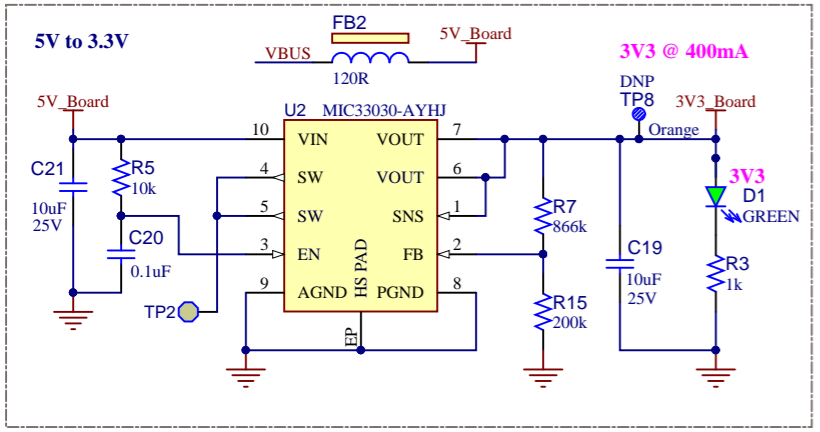 FB2
5V to 3.3V
VBUS
5V_Board
120R
3V3 @ 400mA
DNP
TP8
5V_Board
U2 MIC33030-AYHJ
3V3_Board
Orange
10 VIN VOUT 7
C21
10uF
25V
R5
10k
4 SW VOUT 6
3V3
D1
GREEN
5 SW SNS 1
R7
866k
C20
0.1uF
3 EN FB 2
C19
10uF
25V
R3
1k
HS PAD
9 AGND PGND 8
TP2
R15
200k
EP